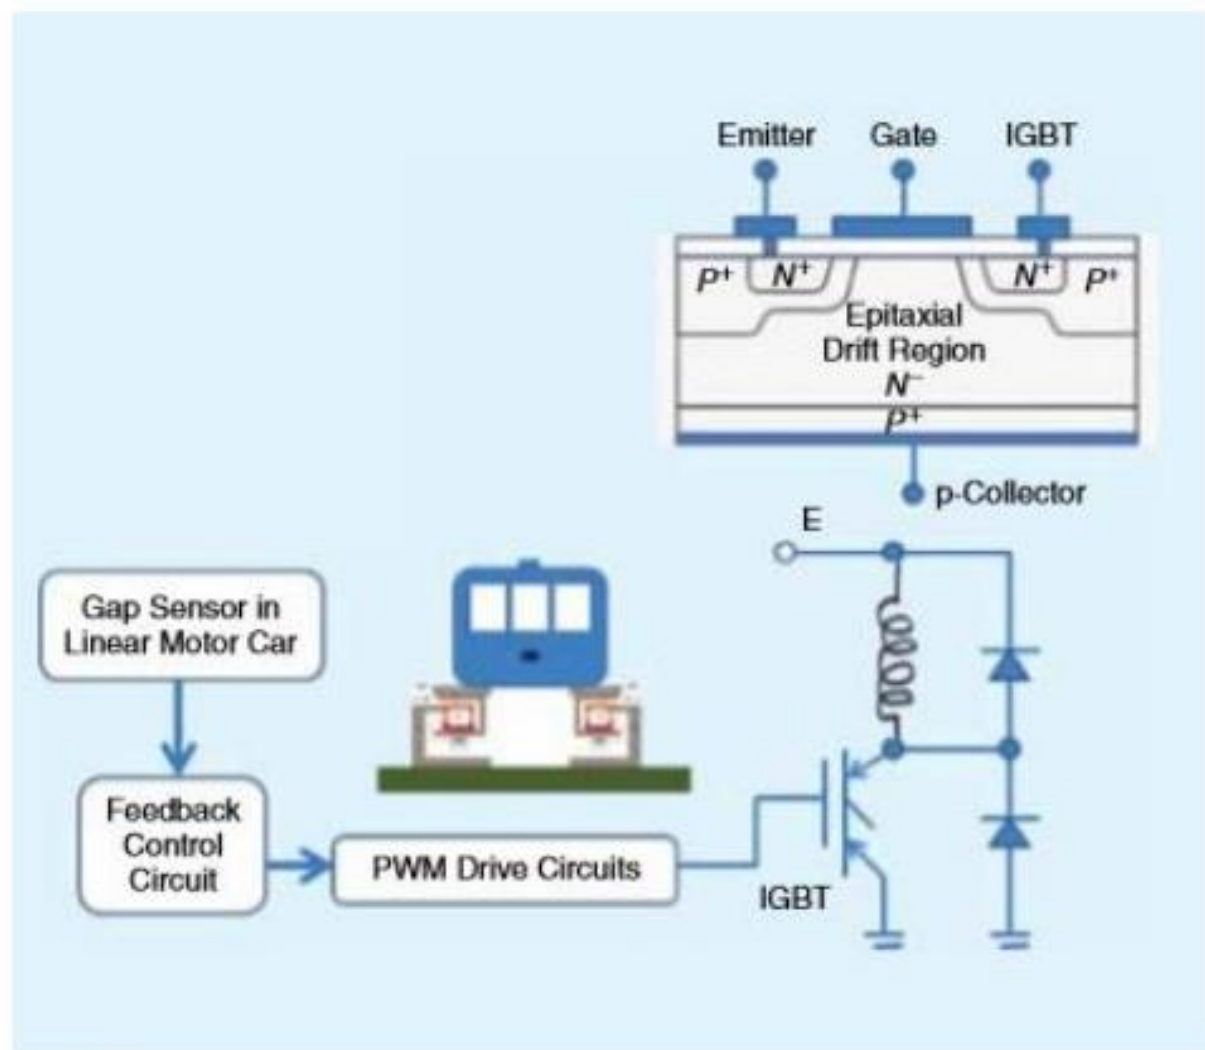 Emitter
Gate
IGBT
P+
N+
N+
P+
Epitaxial
Drift Region
N−
P+
p-Collector
E
Gap Sensor in
Linear Motor Car
Feedback
Control
Circuit
PWM Drive Circuits
IGBT